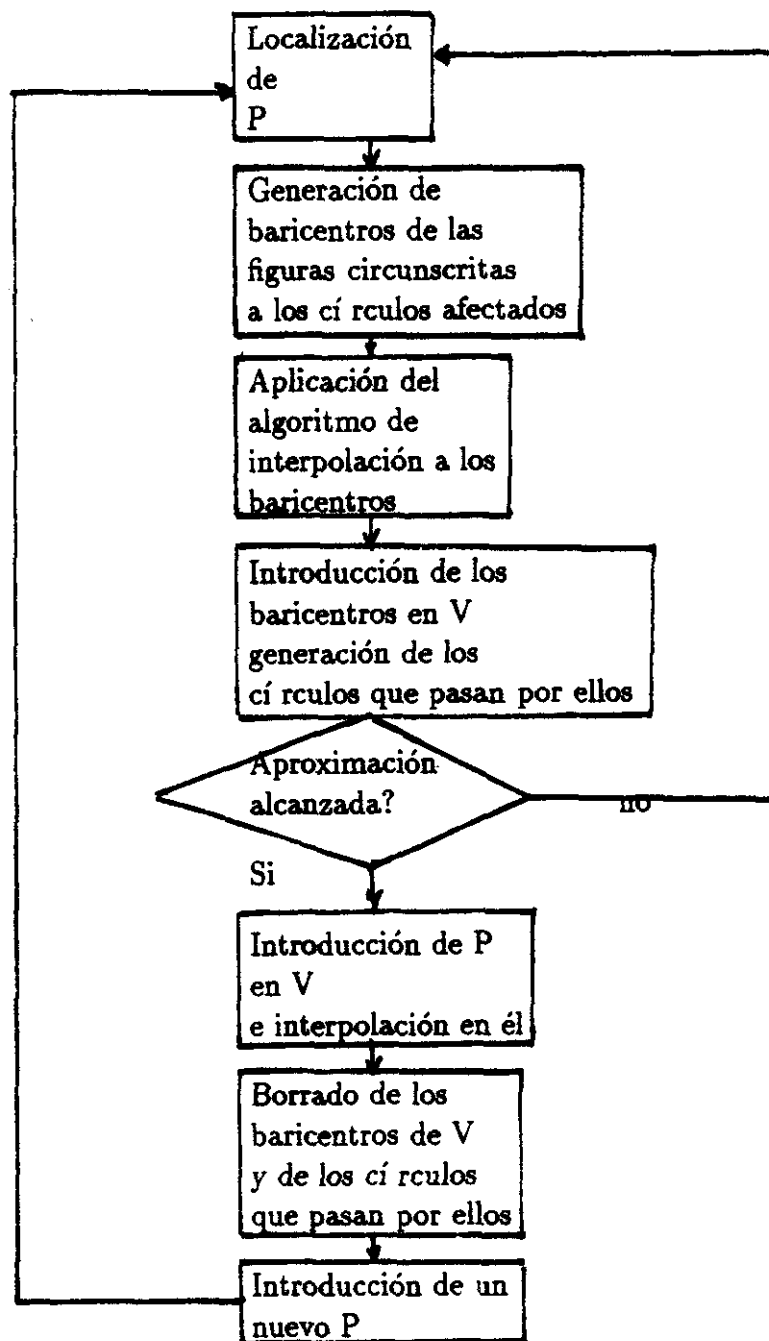 Localización
de
P
Generación de
baricentros de las
figuras circunscritas
a los cí rculos afectados
Aplicación del
algoritmo de
interpolación a los
baricentros
Introducción de los
baricentros en V
generación de los
cí rculos que pasan por ellos
Aproximación
alcanzada?
no
Si
Introducción de P
en V
e interpolación en él
Borrado de los
baricentros de V
y de los cí rculos
que pasan por ellos
Introducción de un
nuevo P